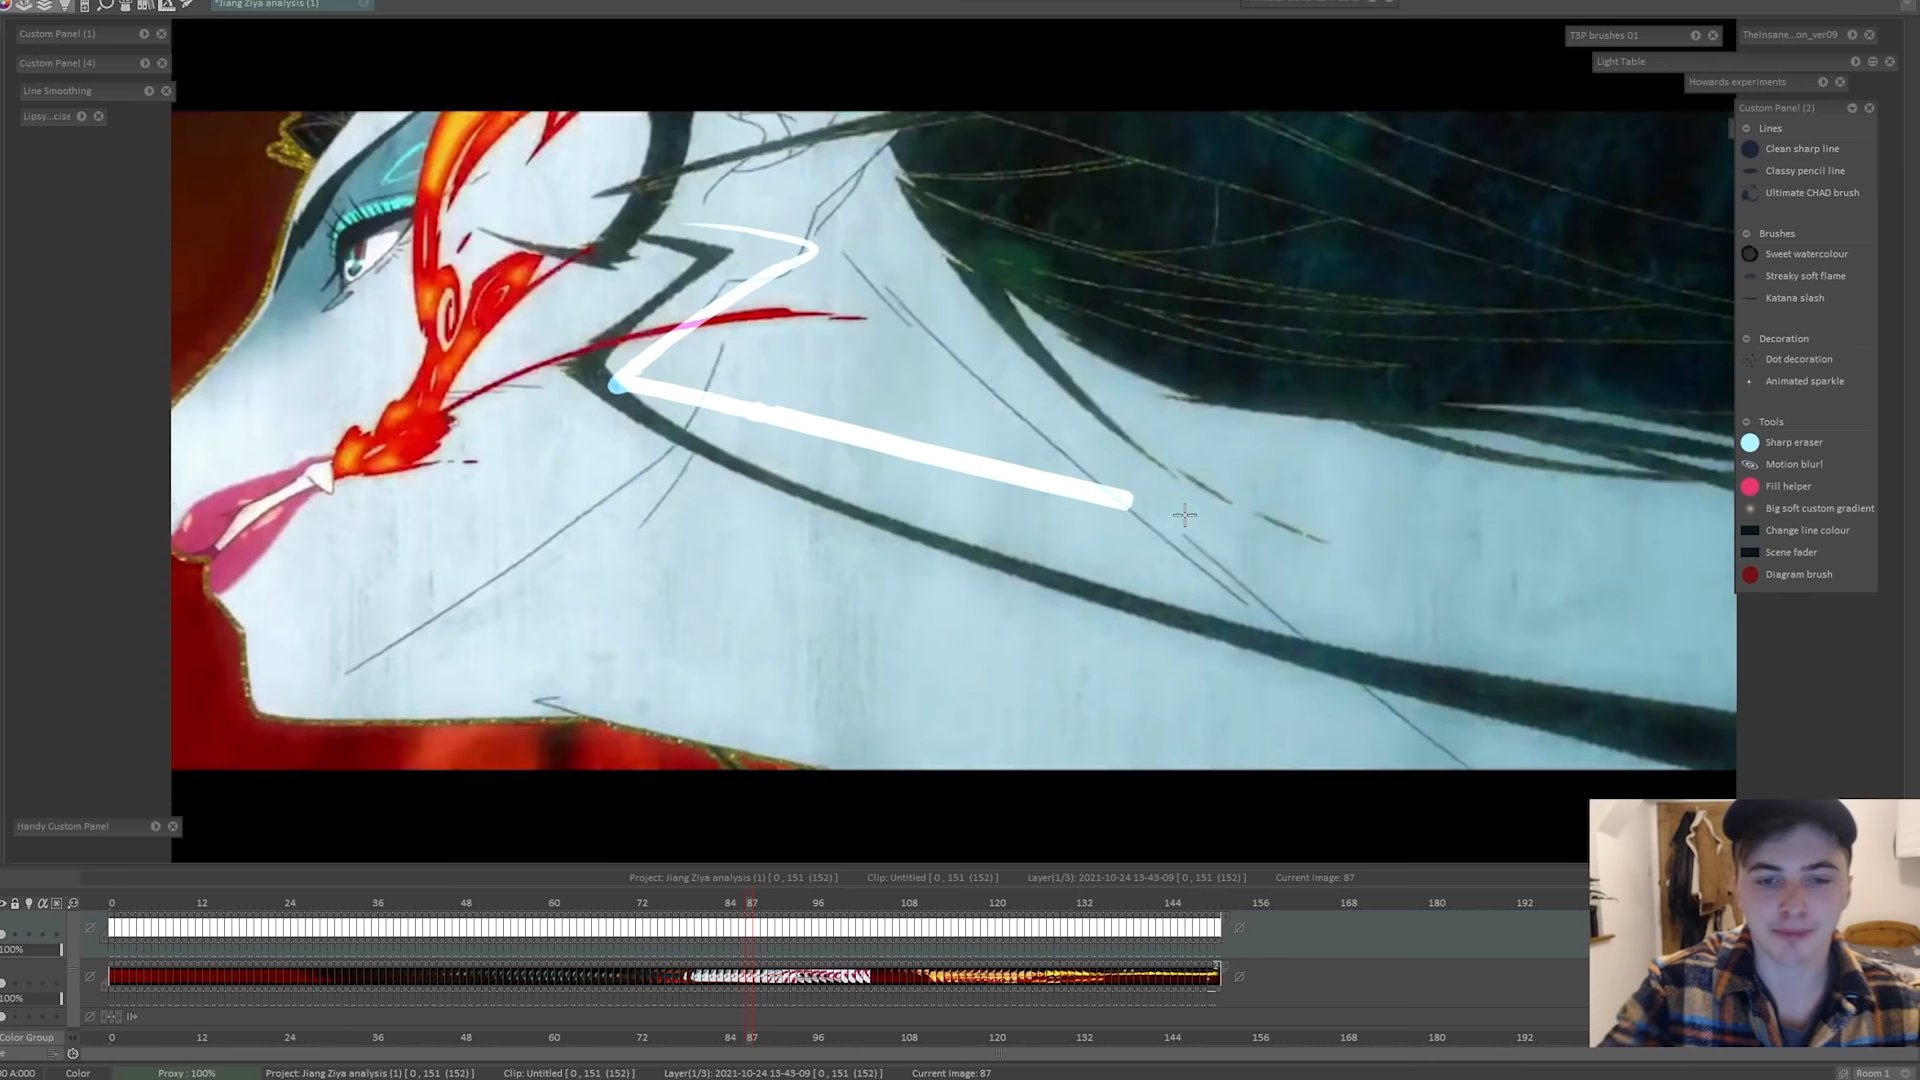 *Jiang Ziya analysis (1)
Custom Panel (1)
Custom Panel (4)
Line Smoothing
Lipsy...cise
T3P brushes 01
TheInsane...on_ver09
Light Table
Howards experiments
Custom Panel (2)
Lines
Clean sharp line
Classy pencil line
Ultimate CHAD brush
Brushes
Sweet watercolour
Streaky soft flame
Katana slash
Decoration
Dot decoration
Animated sparkle
Tools
Sharp eraser
Motion blur!
Fill helper
Big soft custom gradient
Change line colour
Scene fader
Diagram brush
Handy Custom Panel
Project: Jiang Ziya analysis (1) [ 0 , 151 (152) ] Clip: Untitled [ 0 , 151 (152) ] Layer(1/3): 2021-10-24 13-43-09 [ 0 , 151 (152) ] Current Image: 87
0 12 24 36 48 60 72 84 87 96 108 120 132 144 156 168 180 192
100%
100%
Color Group
0 12 24 36 48 60 72 84 87 96 108 120 132 144 156 168 180 192
00 A:000 Color Proxy : 100% Project: Jiang Ziya analysis (1) [ 0 , 151 (152) ] Clip: Untitled [ 0 , 151 (152) ] Layer(1/3): 2021-10-24 13-43-09 [ 0 , 151 (152) ] Current Image: 87 Room 1